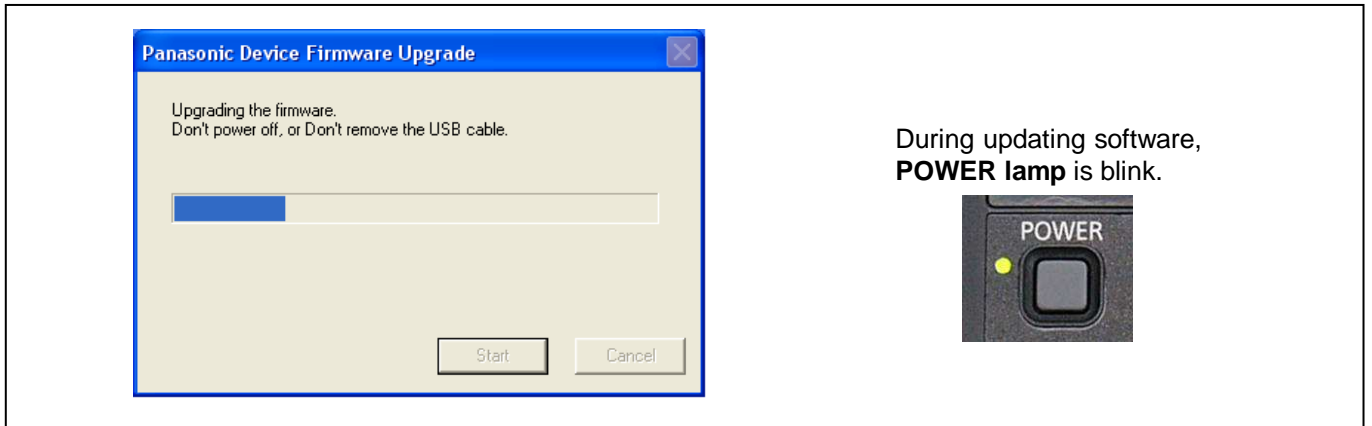 Panasonic Device Firmware Upgrade
Upgrading the firmware.
Don't power off, or Don't remove the USB cable.
Start
Cancel
During updating software,
POWER lamp is blink.
POWER